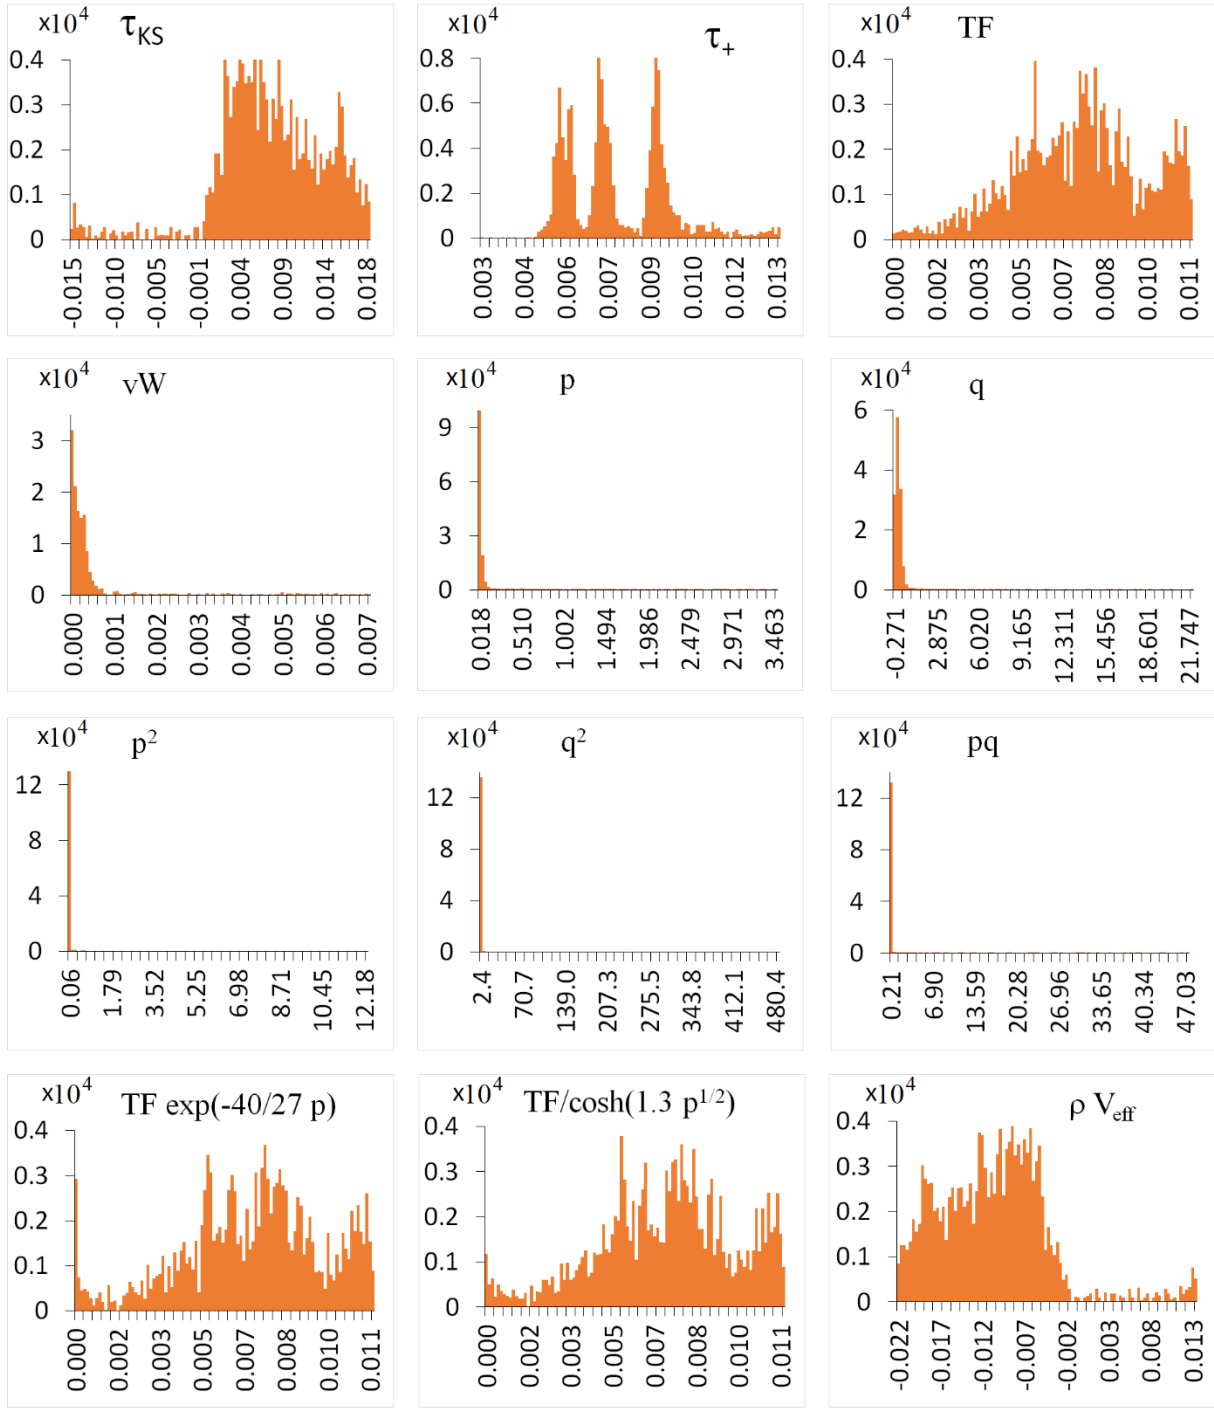 x10⁴ τKS
0.4
0.3
0.2
0.1
0
-0.015 -0.010 -0.005 -0.001 0.004 0.009 0.014 0.018
x10⁴ τ+
0.8
0.6
0.4
0.2
0
0.003 0.004 0.006 0.007 0.009 0.010 0.012 0.013
x10⁴ TF
0.4
0.3
0.2
0.1
0
0.000 0.002 0.003 0.005 0.007 0.008 0.010 0.011
x10⁴ vW
3
2
1
0
0.000 0.001 0.002 0.003 0.004 0.005 0.006 0.007
x10⁴ p
9
6
3
0
0.018 0.510 1.002 1.494 1.986 2.479 2.971 3.463
x10⁴ q
6
4
2
0
-0.271 2.875 6.020 9.165 12.311 15.456 18.601 21.747
x10⁴ p²
12
8
4
0
0.06 1.79 3.52 5.25 6.98 8.71 10.45 12.18
x10⁴ q²
12
8
4
0
2.4 70.7 139.0 207.3 275.5 343.8 412.1 480.4
x10⁴ pq
12
8
4
0
0.21 6.90 13.59 20.28 26.96 33.65 40.34 47.03
x10⁴ TF exp(-40/27 p)
0.4
0.3
0.2
0.1
0
0.000 0.002 0.003 0.005 0.007 0.008 0.010 0.011
x10⁴ TF/cosh(1.3 p¹/²)
0.4
0.3
0.2
0.1
0
0.000 0.002 0.003 0.005 0.007 0.008 0.010 0.011
x10⁴ ρ Veff
0.4
0.3
0.2
0.1
0
-0.022 -0.017 -0.012 -0.007 -0.002 0.003 0.008 0.013